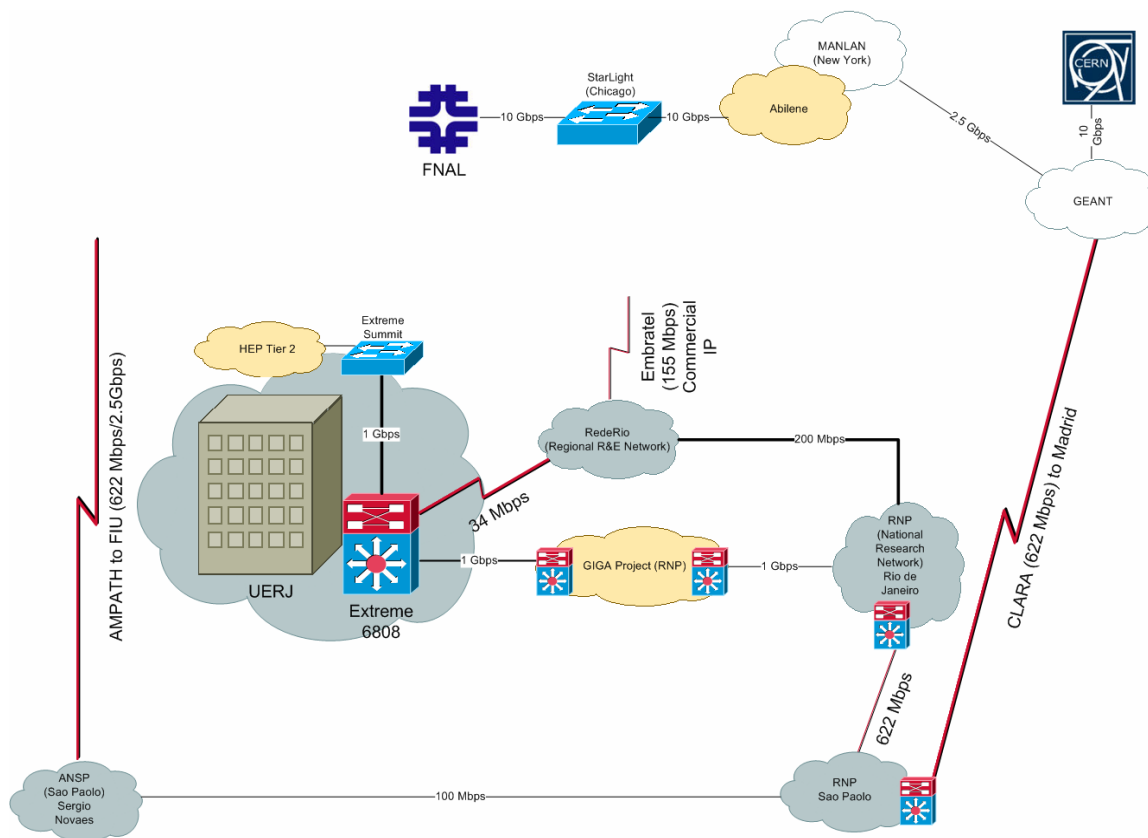 MANLAN
(New York)
CERN
StarLight
(Chicago)
Abilene
10 Gbps
10 Gbps
2.5 Gbps
10
Gbps
FNAL
GEANT
AMPATH to FIU (622 Mbps/2.5Gbps)
Extreme
Summit
HEP Tier 2
Embratel
(155 Mbps)
Commercial
IP
1 Gbps
RedeRio
(Regional R&E Network)
200 Mbps
34 Mbps
CLARA (622 Mbps) to Madrid
RNP
(National
Research
Network)
Rio de
Janeiro
1 Gbps
GIGA Project (RNP)
1 Gbps
UERJ
Extreme
6808
622 Mbps
ANSP
(Sao Paolo)
Sergio
Novaes
100 Mbps
RNP
Sao Paolo